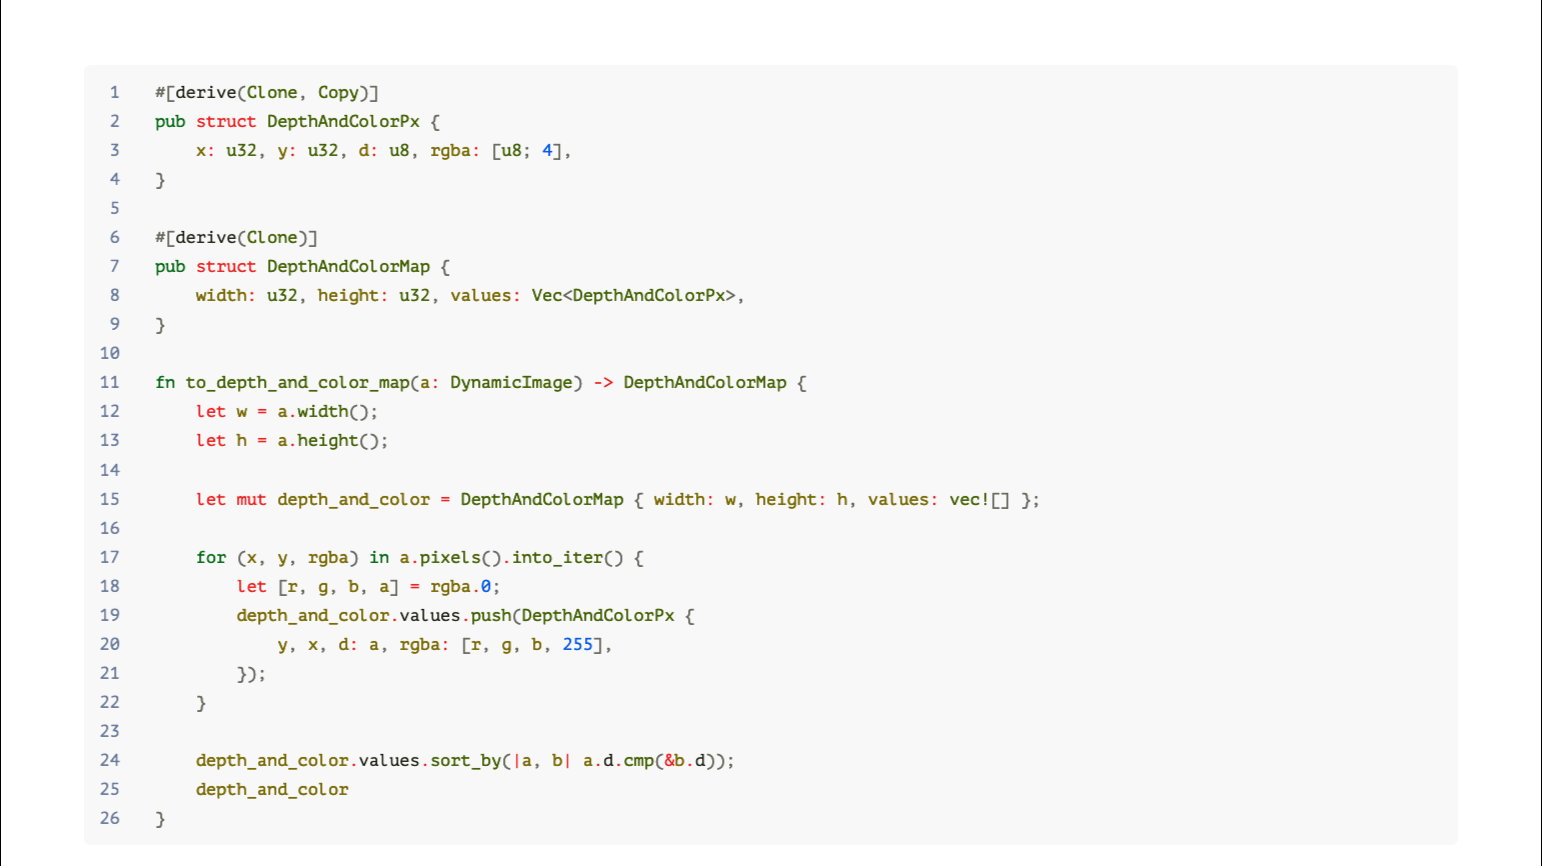 1 #[derive(Clone, Copy)]
2 pub struct DepthAndColorPx {
3     x: u32, y: u32, d: u8, rgba: [u8; 4],
4 }
5
6 #[derive(Clone)]
7 pub struct DepthAndColorMap {
8     width: u32, height: u32, values: Vec<DepthAndColorPx>,
9 }
10
11 fn to_depth_and_color_map(a: DynamicImage) -> DepthAndColorMap {
12     let w = a.width();
13     let h = a.height();
14
15     let mut depth_and_color = DepthAndColorMap { width: w, height: h, values: vec![] };
16
17     for (x, y, rgba) in a.pixels().into_iter() {
18         let [r, g, b, a] = rgba.0;
19         depth_and_color.values.push(DepthAndColorPx {
20             y, x, d: a, rgba: [r, g, b, 255],
21         });
22     }
23
24     depth_and_color.values.sort_by(|a, b| a.d.cmp(&b.d));
25     depth_and_color
26 }